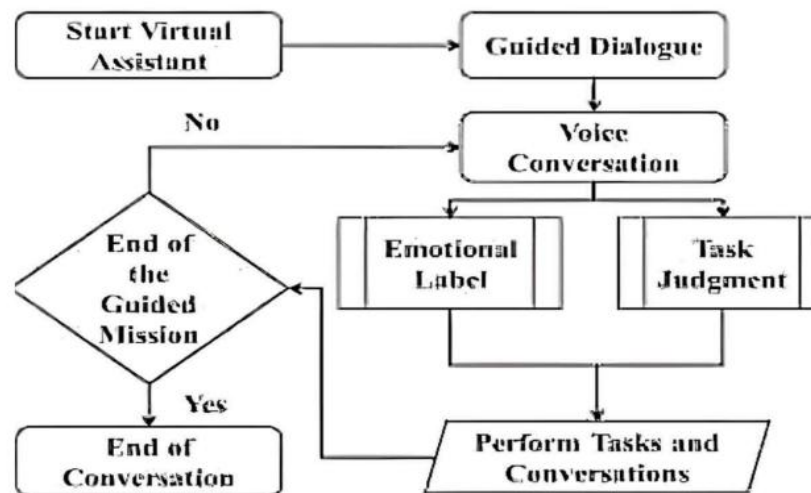 Start Virtual
Assistant
Guided Dialogue
No
Voice
Conversation
Emotional
Label
Task
Judgment
End of
the
Guided
Mission
Yes
End of
Conversation
Perform Tasks and
Conversations